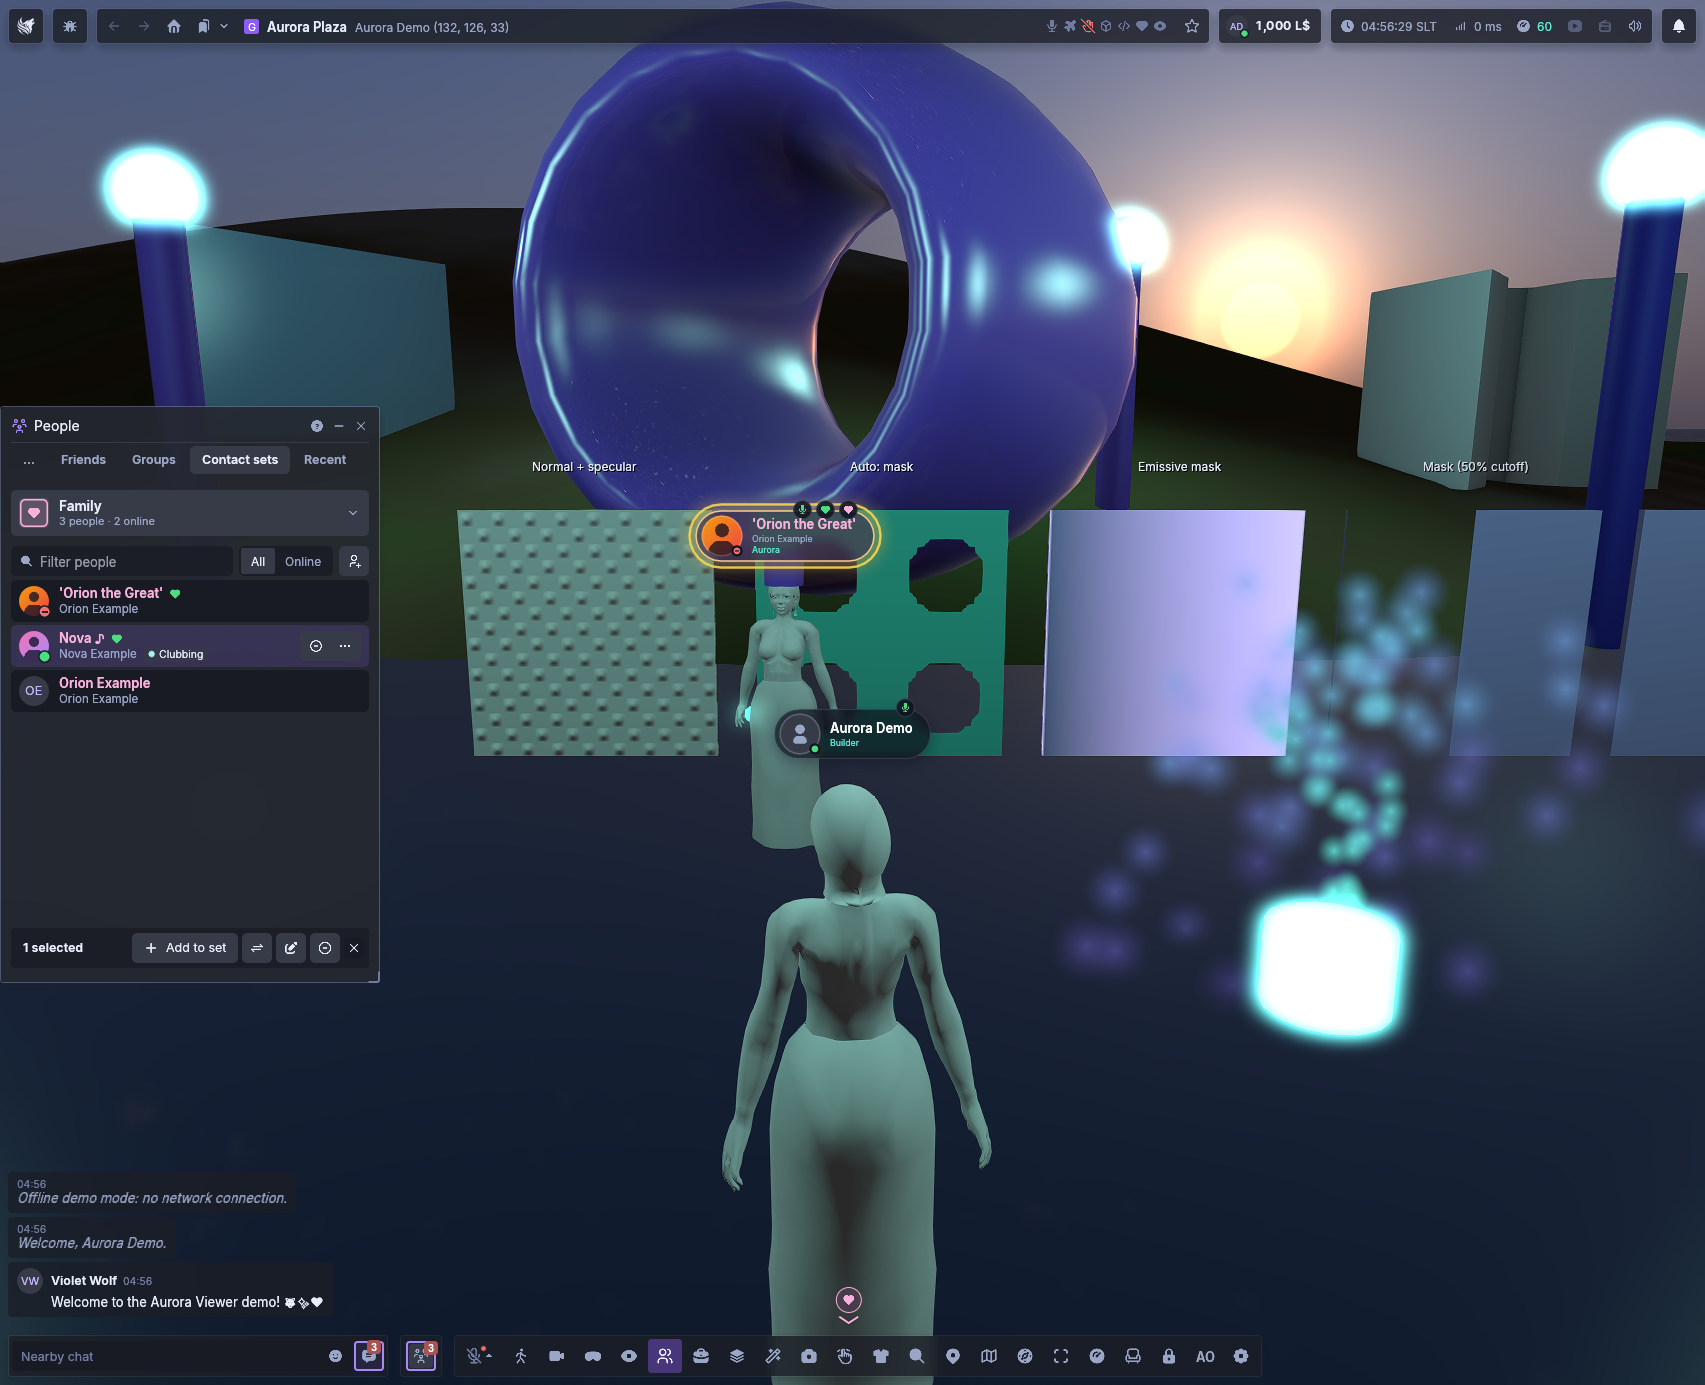 G Aurora Plaza Aurora Demo (132, 126, 33)
AD 1,000 L$
04:56:29 SLT 0 ms 60
People
... Friends Groups Contact sets Recent
Family
3 people · 2 online
Filter people All Online
'Orion the Great'
Orion Example
Nova ♪
Nova Example Clubbing
OE Orion Example
Orion Example
1 selected + Add to set
Normal + specular
Auto: mask
Emissive mask
Mask (50% cutoff)
'Orion the Great'
Orion Example
Aurora
Aurora Demo
Builder
04:56
Offline demo mode: no network connection.
04:56
Welcome, Aurora Demo.
VW Violet Wolf 04:56
Welcome to the Aurora Viewer demo!
Nearby chat 3 3 AO